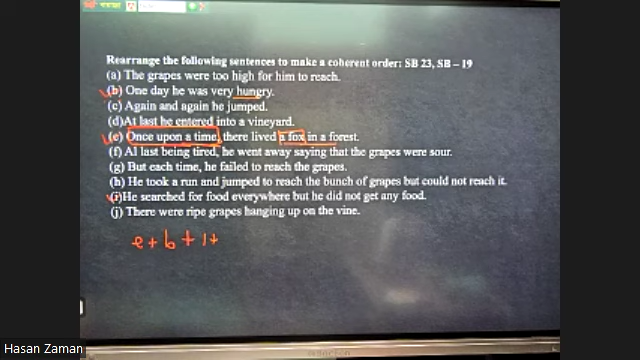 Rearrange the following sentences to make a coherent order: SB 23, SB – 19
(a) The grapes were too high for him to reach.
(b) One day he was very hungry.
(c) Again and again he jumped.
(d)At last he entered into a vineyard.
(e) Once upon a time, there lived a fox in a forest.
(f) Al last being tired, he went away saying that the grapes were sour.
(g) But each time, he failed to reach the grapes.
(h) He took a run and jumped to reach the bunch of grapes but could not reach it.
(i)He searched for food everywhere but he did not get any food.
(j) There were ripe grapes hanging up on the vine.
e + b + i +
Hasan Zaman